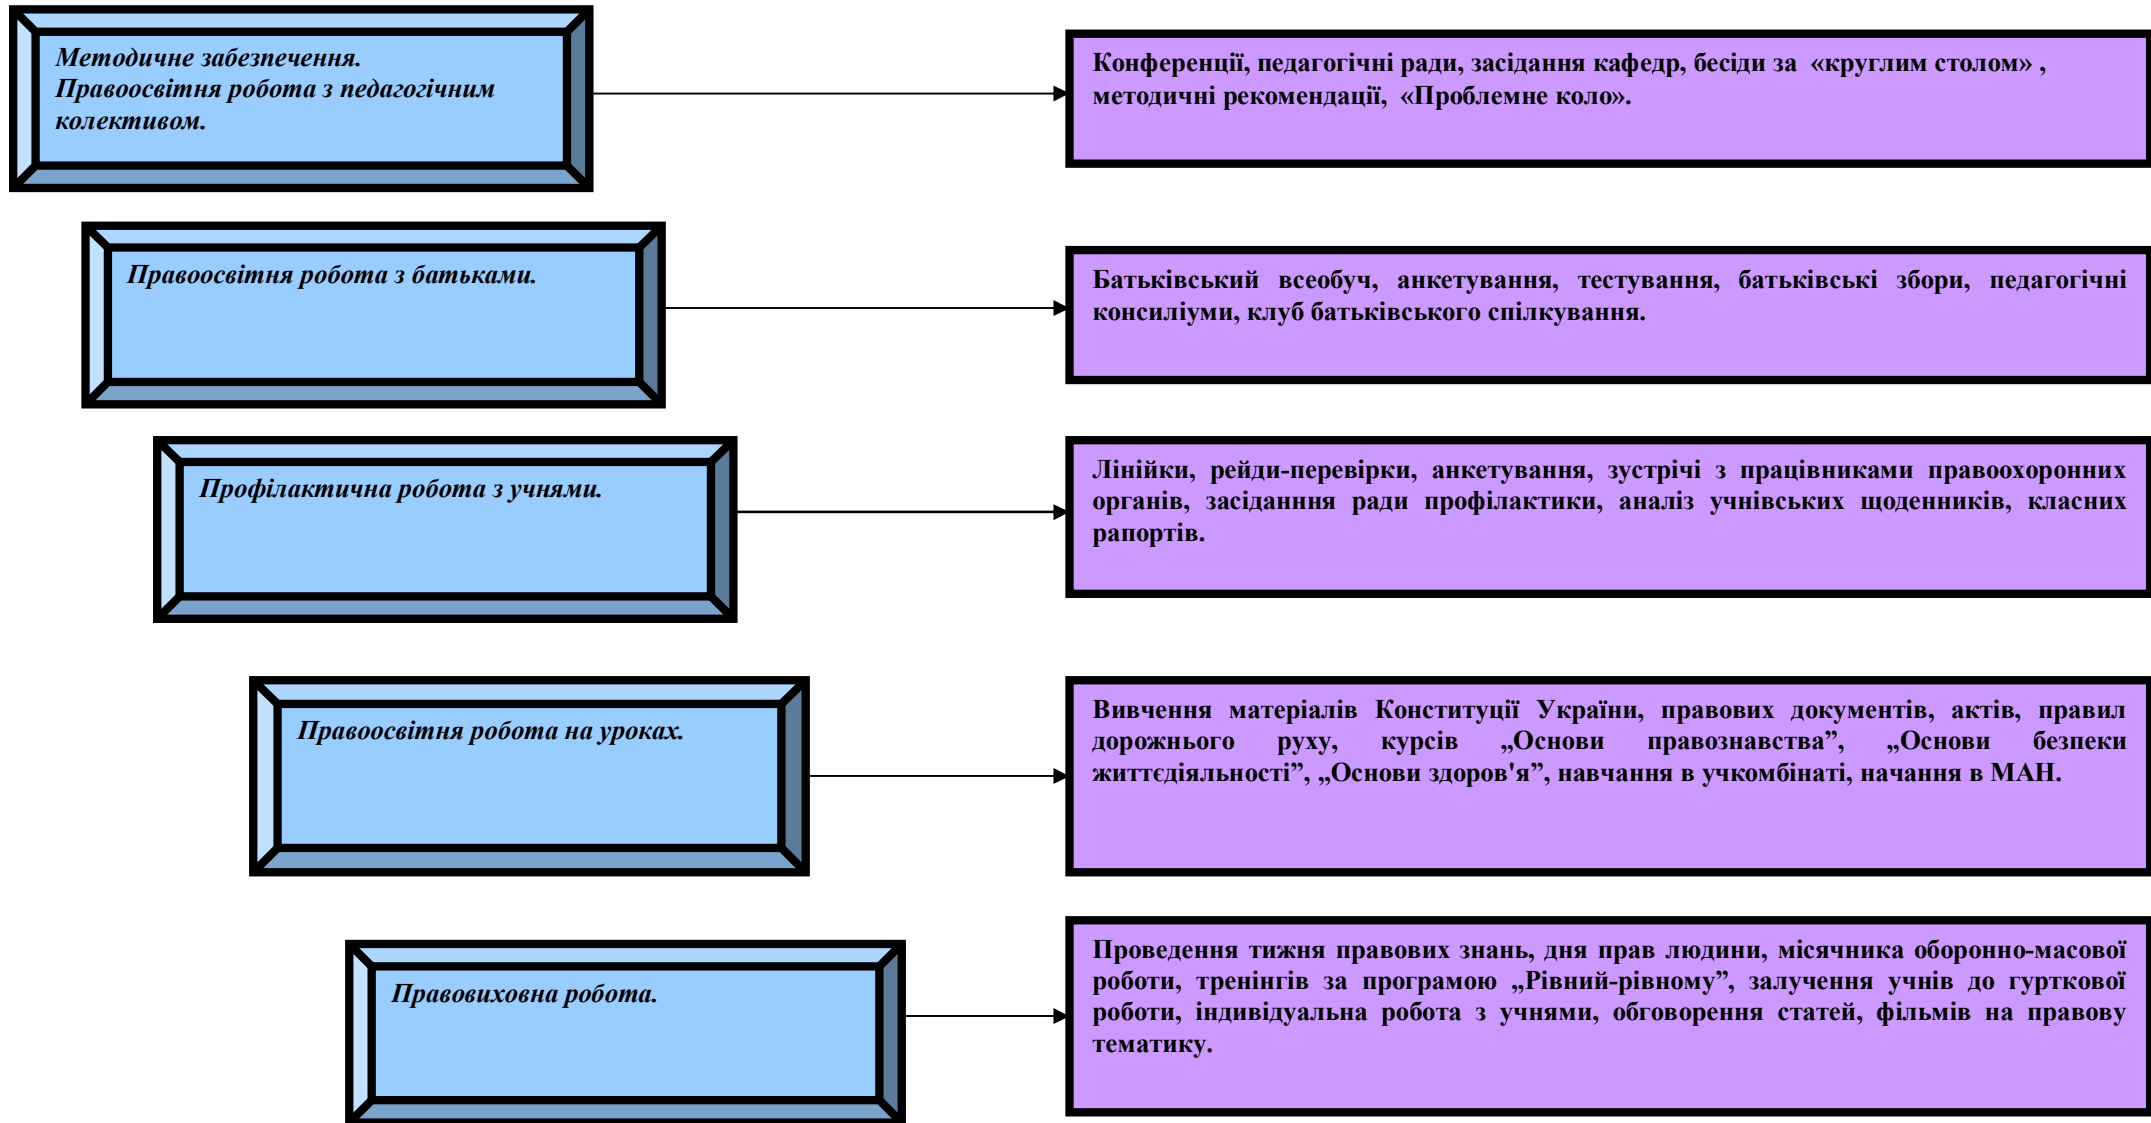 Методичне забезпечення.
Правоосвітня робота з педагогічним
колективом.
Конференції, педагогічні ради, засідання кафедр, бесіди за «круглим столом» ,
методичні рекомендації, «Проблемне коло».
Правоосвітня робота з батьками.
Батьківський всеобуч, анкетування, тестування, батьківські збори, педагогічні
консиліуми, клуб батьківського спілкування.
Профілактична робота з учнями.
Лінійки, рейди-перевірки, анкетування, зустрічі з працівниками правоохоронних
органів, засіданння ради профілактики, аналіз учнівських щоденників, класних
рапортів.
Правоосвітня робота на уроках.
Вивчення матеріалів Конституції України, правових документів, актів, правил
дорожнього руху, курсів „Основи правознавства”, „Основи безпеки
життєдіяльності”, „Основи здоров'я”, навчання в учкомбінаті, начання в МАН.
Правовиховна робота.
Проведення тижня правових знань, дня прав людини, місячника оборонно-масової
роботи, тренінгів за програмою „Рівний-рівному”, залучення учнів до гурткової
роботи, індивідуальна робота з учнями, обговорення статей, фільмів на правову
тематику.